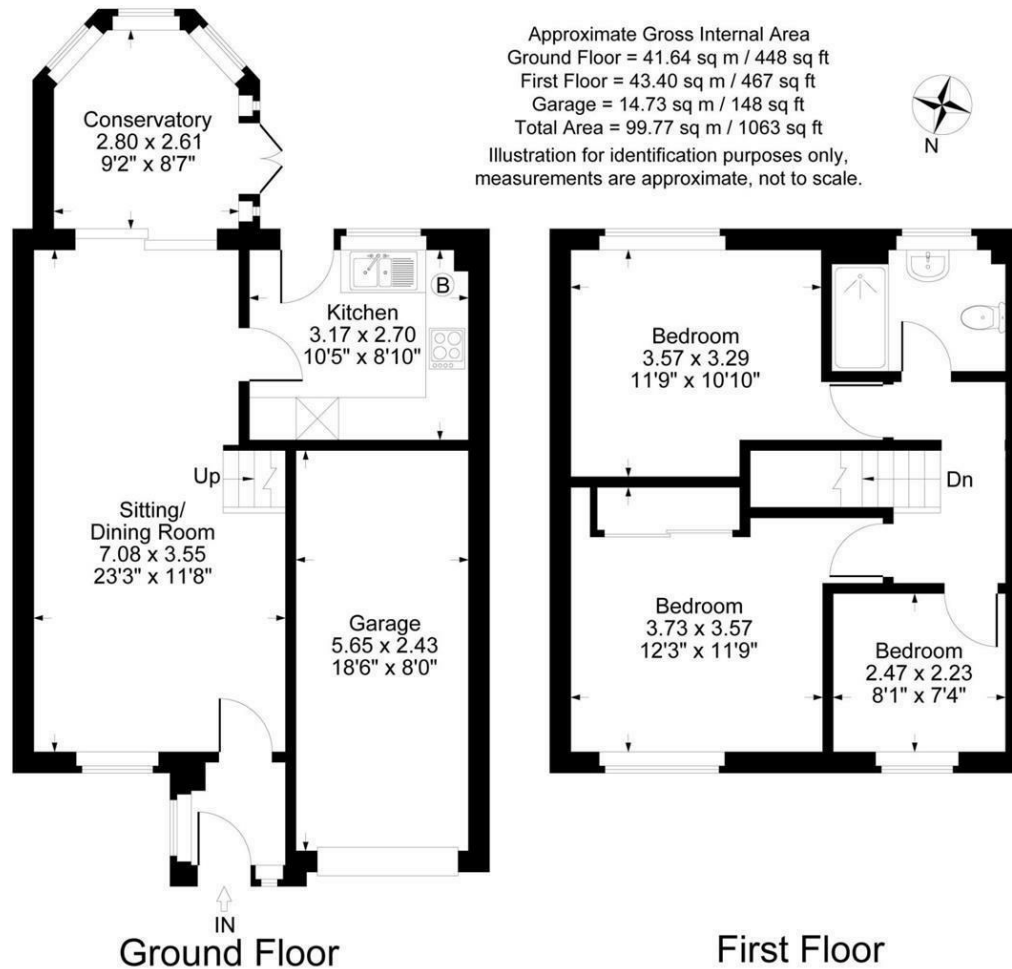 Approximate Gross Internal Area
Ground Floor = 41.64 sq m / 448 sq ft
First Floor = 43.40 sq m / 467 sq ft
Garage = 14.73 sq m / 148 sq ft
Total Area = 99.77 sq m / 1063 sq ft
Illustration for identification purposes only,
measurements are approximate, not to scale.
N
Conservatory
2.80 x 2.61
9'2" x 8'7"
Kitchen
3.17 x 2.70
10'5" x 8'10"
B
Up
Sitting/
Dining Room
7.08 x 3.55
23'3" x 11'8"
Garage
5.65 x 2.43
18'6" x 8'0"
IN
Ground Floor
Bedroom
3.57 x 3.29
11'9" x 10'10"
Dn
Bedroom
3.73 x 3.57
12'3" x 11'9"
Bedroom
2.47 x 2.23
8'1" x 7'4"
First Floor